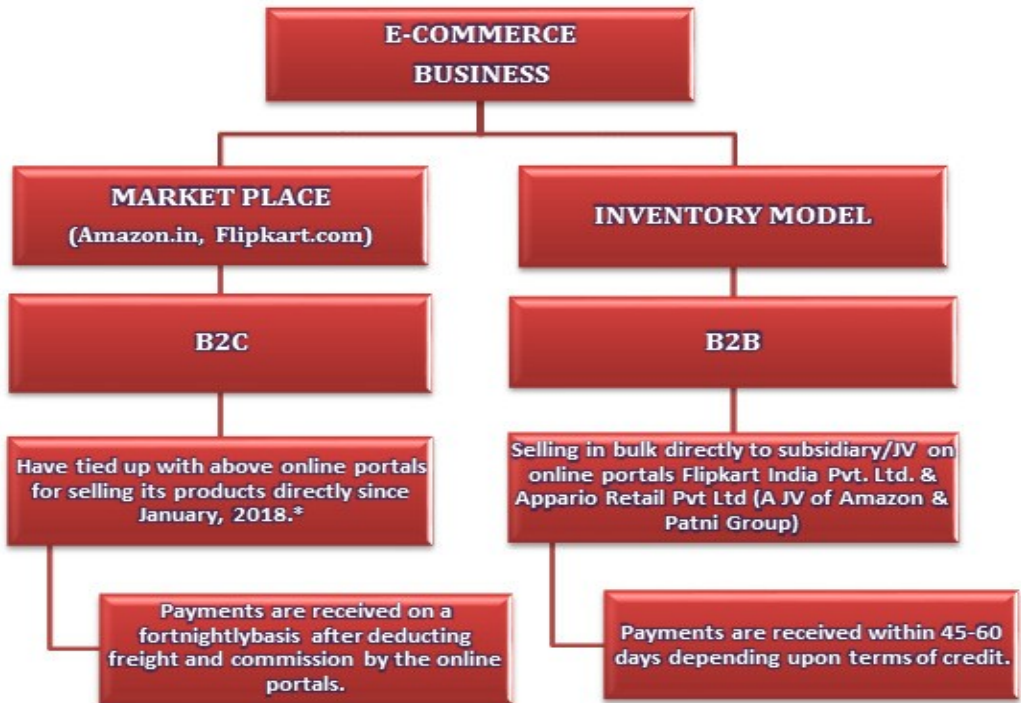 E-COMMERCE
BUSINESS
MARKET PLACE
(Amazon.in, Flipkart.com)
INVENTORY MODEL
B2C
B2B
Have tied up with above online portals
for selling its products directly since
January, 2018.*
Selling in bulk directly to subsidiary/JV on
online portals Flipkart India Pvt. Ltd. &
Appario Retail Pvt Ltd (A JV of Amazon &
Patni Group)
Payments are received on a
fortnightlybasis after deducting
freight and commission by the online
portals.
Payments are received within 45-60
days depending upon terms of credit.